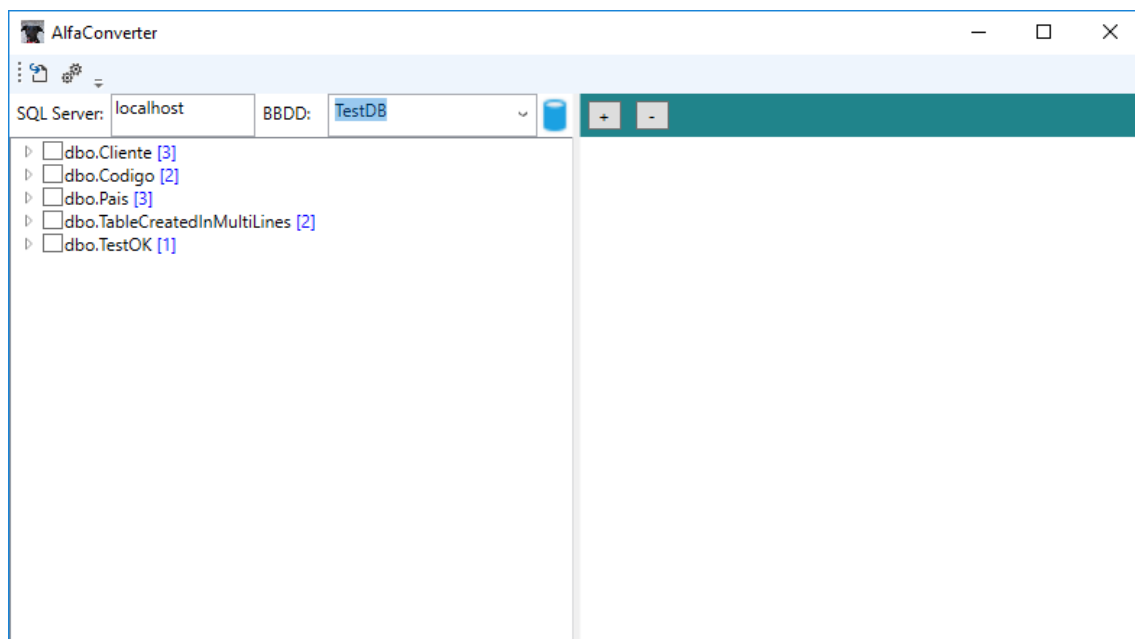 AlfaConverter
SQL Server: localhost BBDD: TestDB + -
dbo.Cliente [3]
dbo.Codigo [2]
dbo.Pais [3]
dbo.TableCreatedInMultiLines [2]
dbo.TestOK [1]